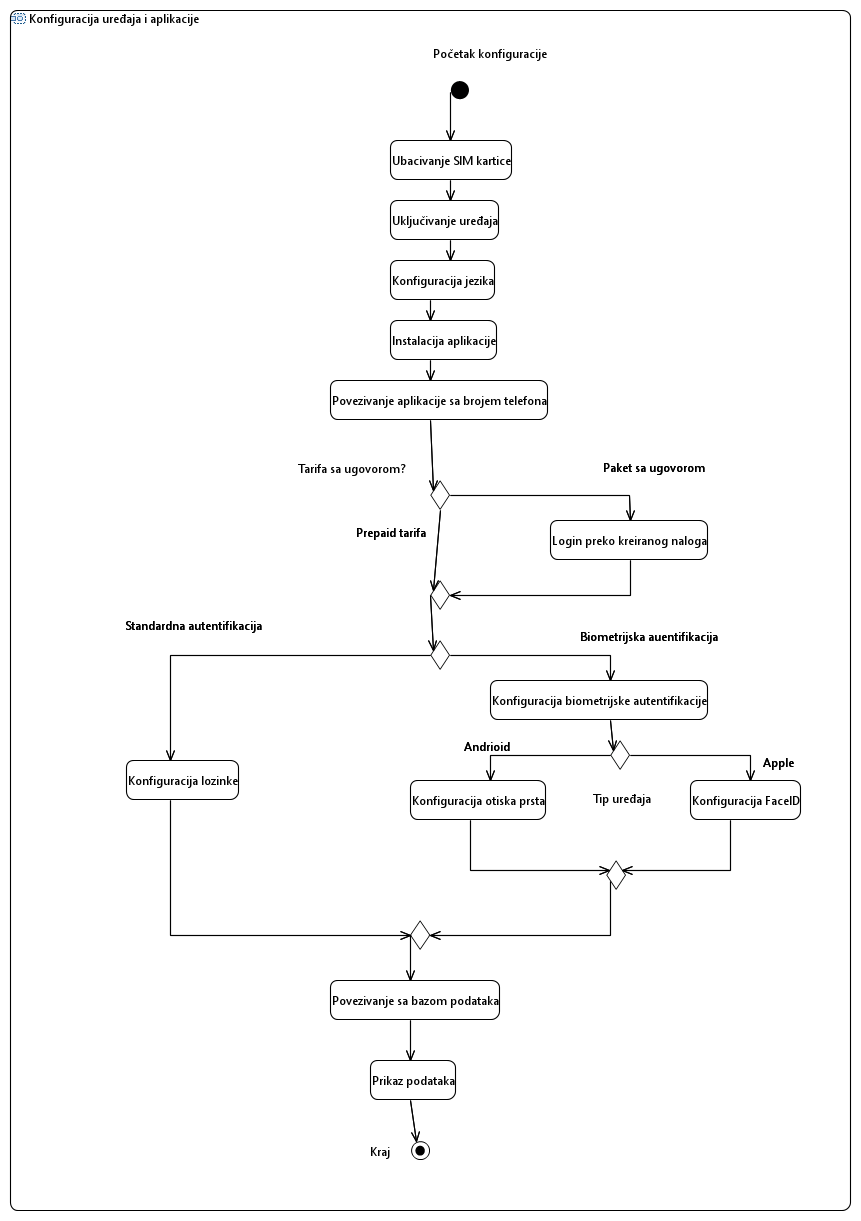 Konfiguracija uređaja i aplikacije
Početak konfiguracije
Ubacivanje SIM kartice
Uključivanje uređaja
Konfiguracija jezika
Instalacija aplikacije
Povezivanje aplikacije sa brojem telefona
Tarifa sa ugovorom?
Paket sa ugovorom
Prepaid tarifa
Login preko kreiranog naloga
Standardna autentifikacija
Biometrijska auentifikacija
Konfiguracija biometrijske autentifikacije
Andrioid
Apple
Konfiguracija lozinke
Konfiguracija otiska prsta
Tip uređaja
Konfiguracija FaceID
Povezivanje sa bazom podataka
Prikaz podataka
Kraj